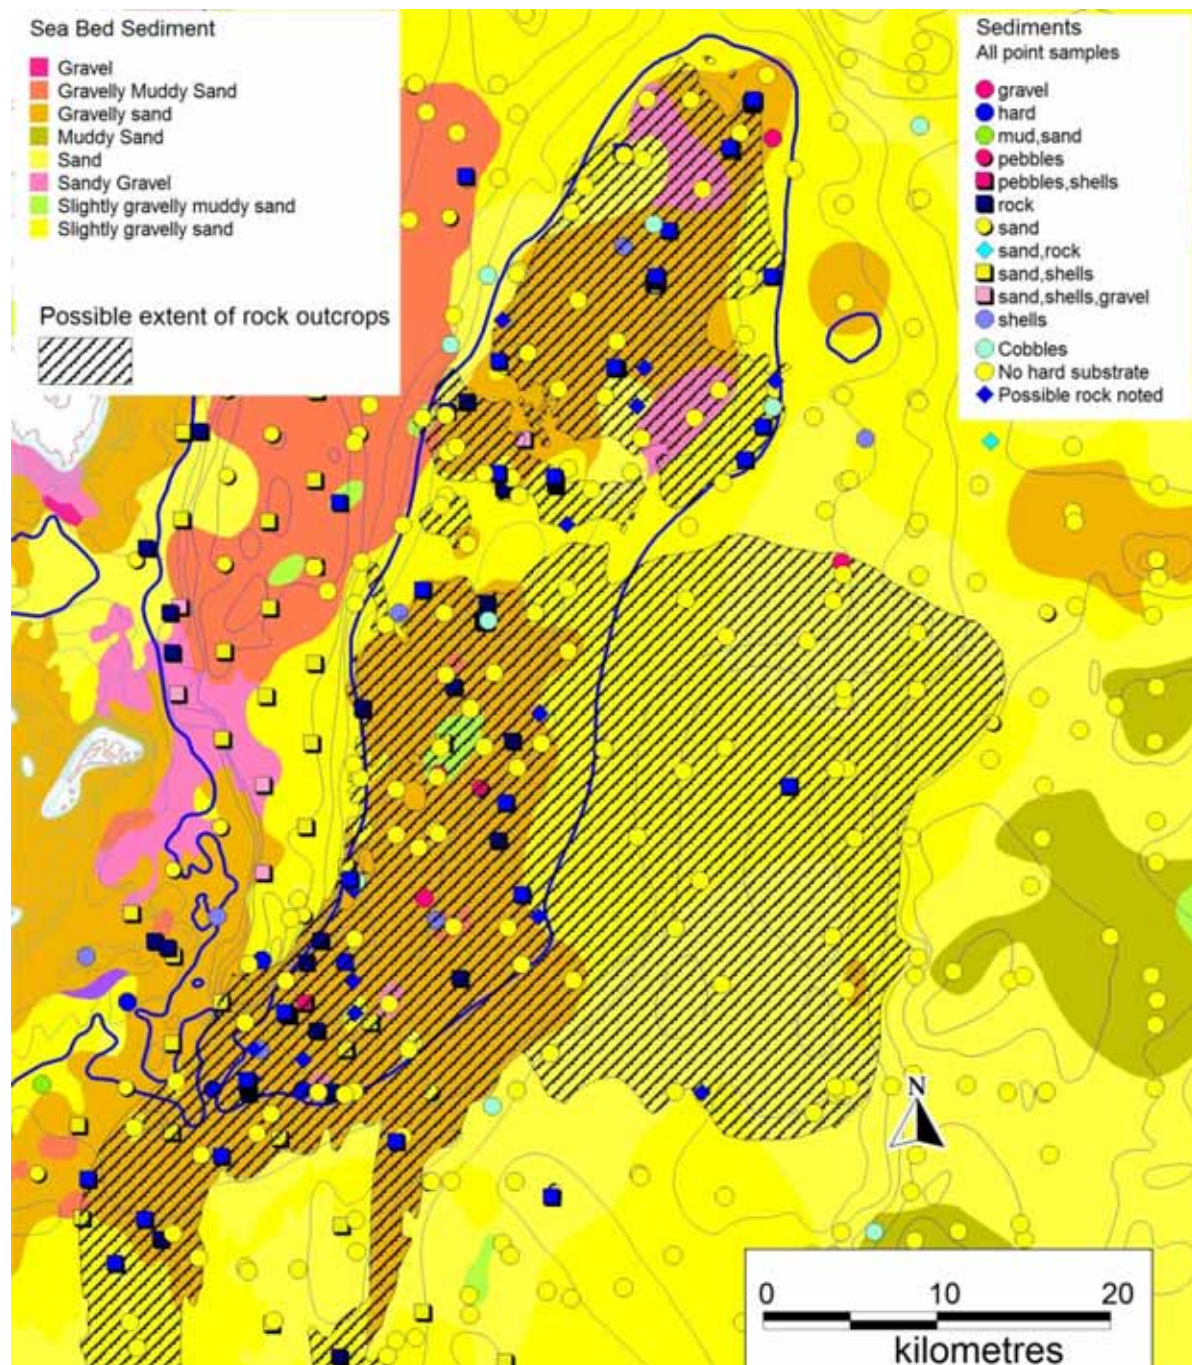 Sea Bed Sediment
Gravel
Gravelly Muddy Sand
Gravelly sand
Muddy Sand
Sand
Sandy Gravel
Slightly gravelly muddy sand
Slightly gravelly sand
Possible extent of rock outcrops
Sediments
All point samples
gravel
hard
mud,sand
pebbles
pebbles,shells
rock
sand
sand,rock
sand,shells
sand,shells,gravel
shells
Cobbles
No hard substrate
Possible rock noted
N
0 10 20
kilometres